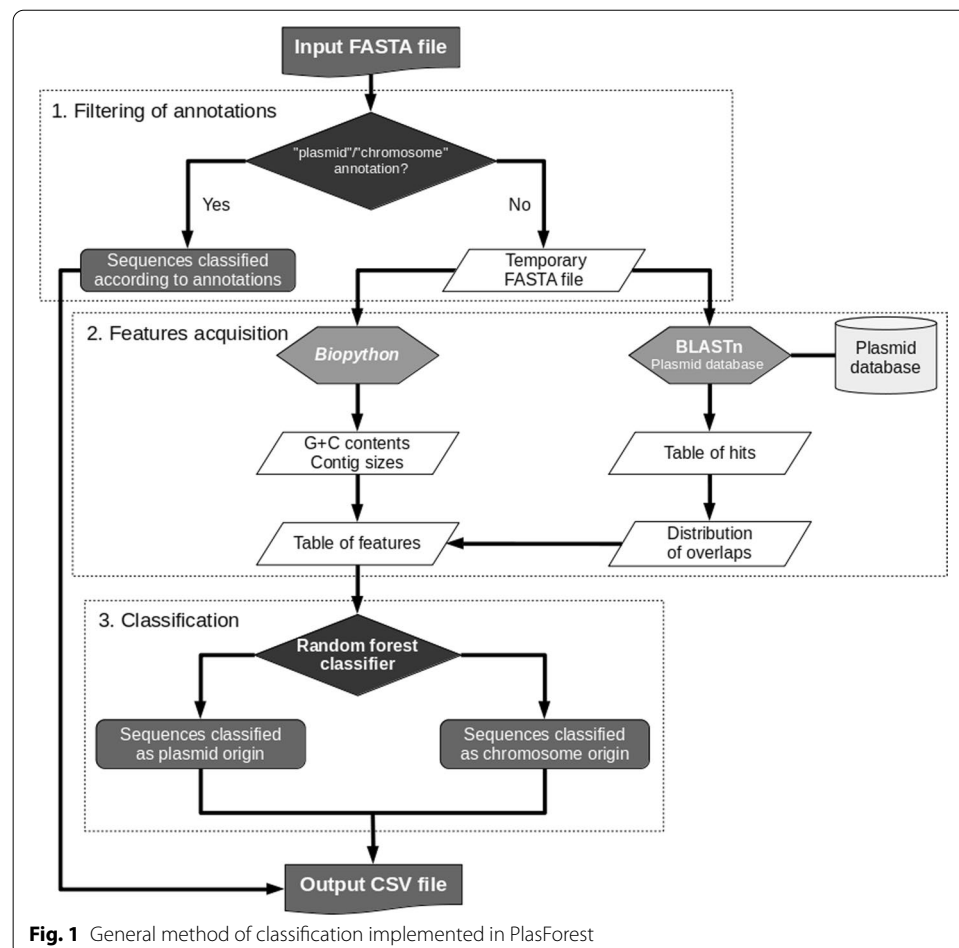 Input FASTA file
1. Filtering of annotations
"plasmid"/"chromosome"
annotation?
Yes
No
Sequences classified
according to annotations
Temporary
FASTA file
2. Features acquisition
Biopython
BLASTn
Plasmid database
Plasmid
database
G+C contents
Contig sizes
Table of hits
Table of features
Distribution
of overlaps
3. Classification
Random forest
classifier
Sequences classified
as plasmid origin
Sequences classified
as chromosome origin
Output CSV file
Fig. 1 General method of classification implemented in PlasForest